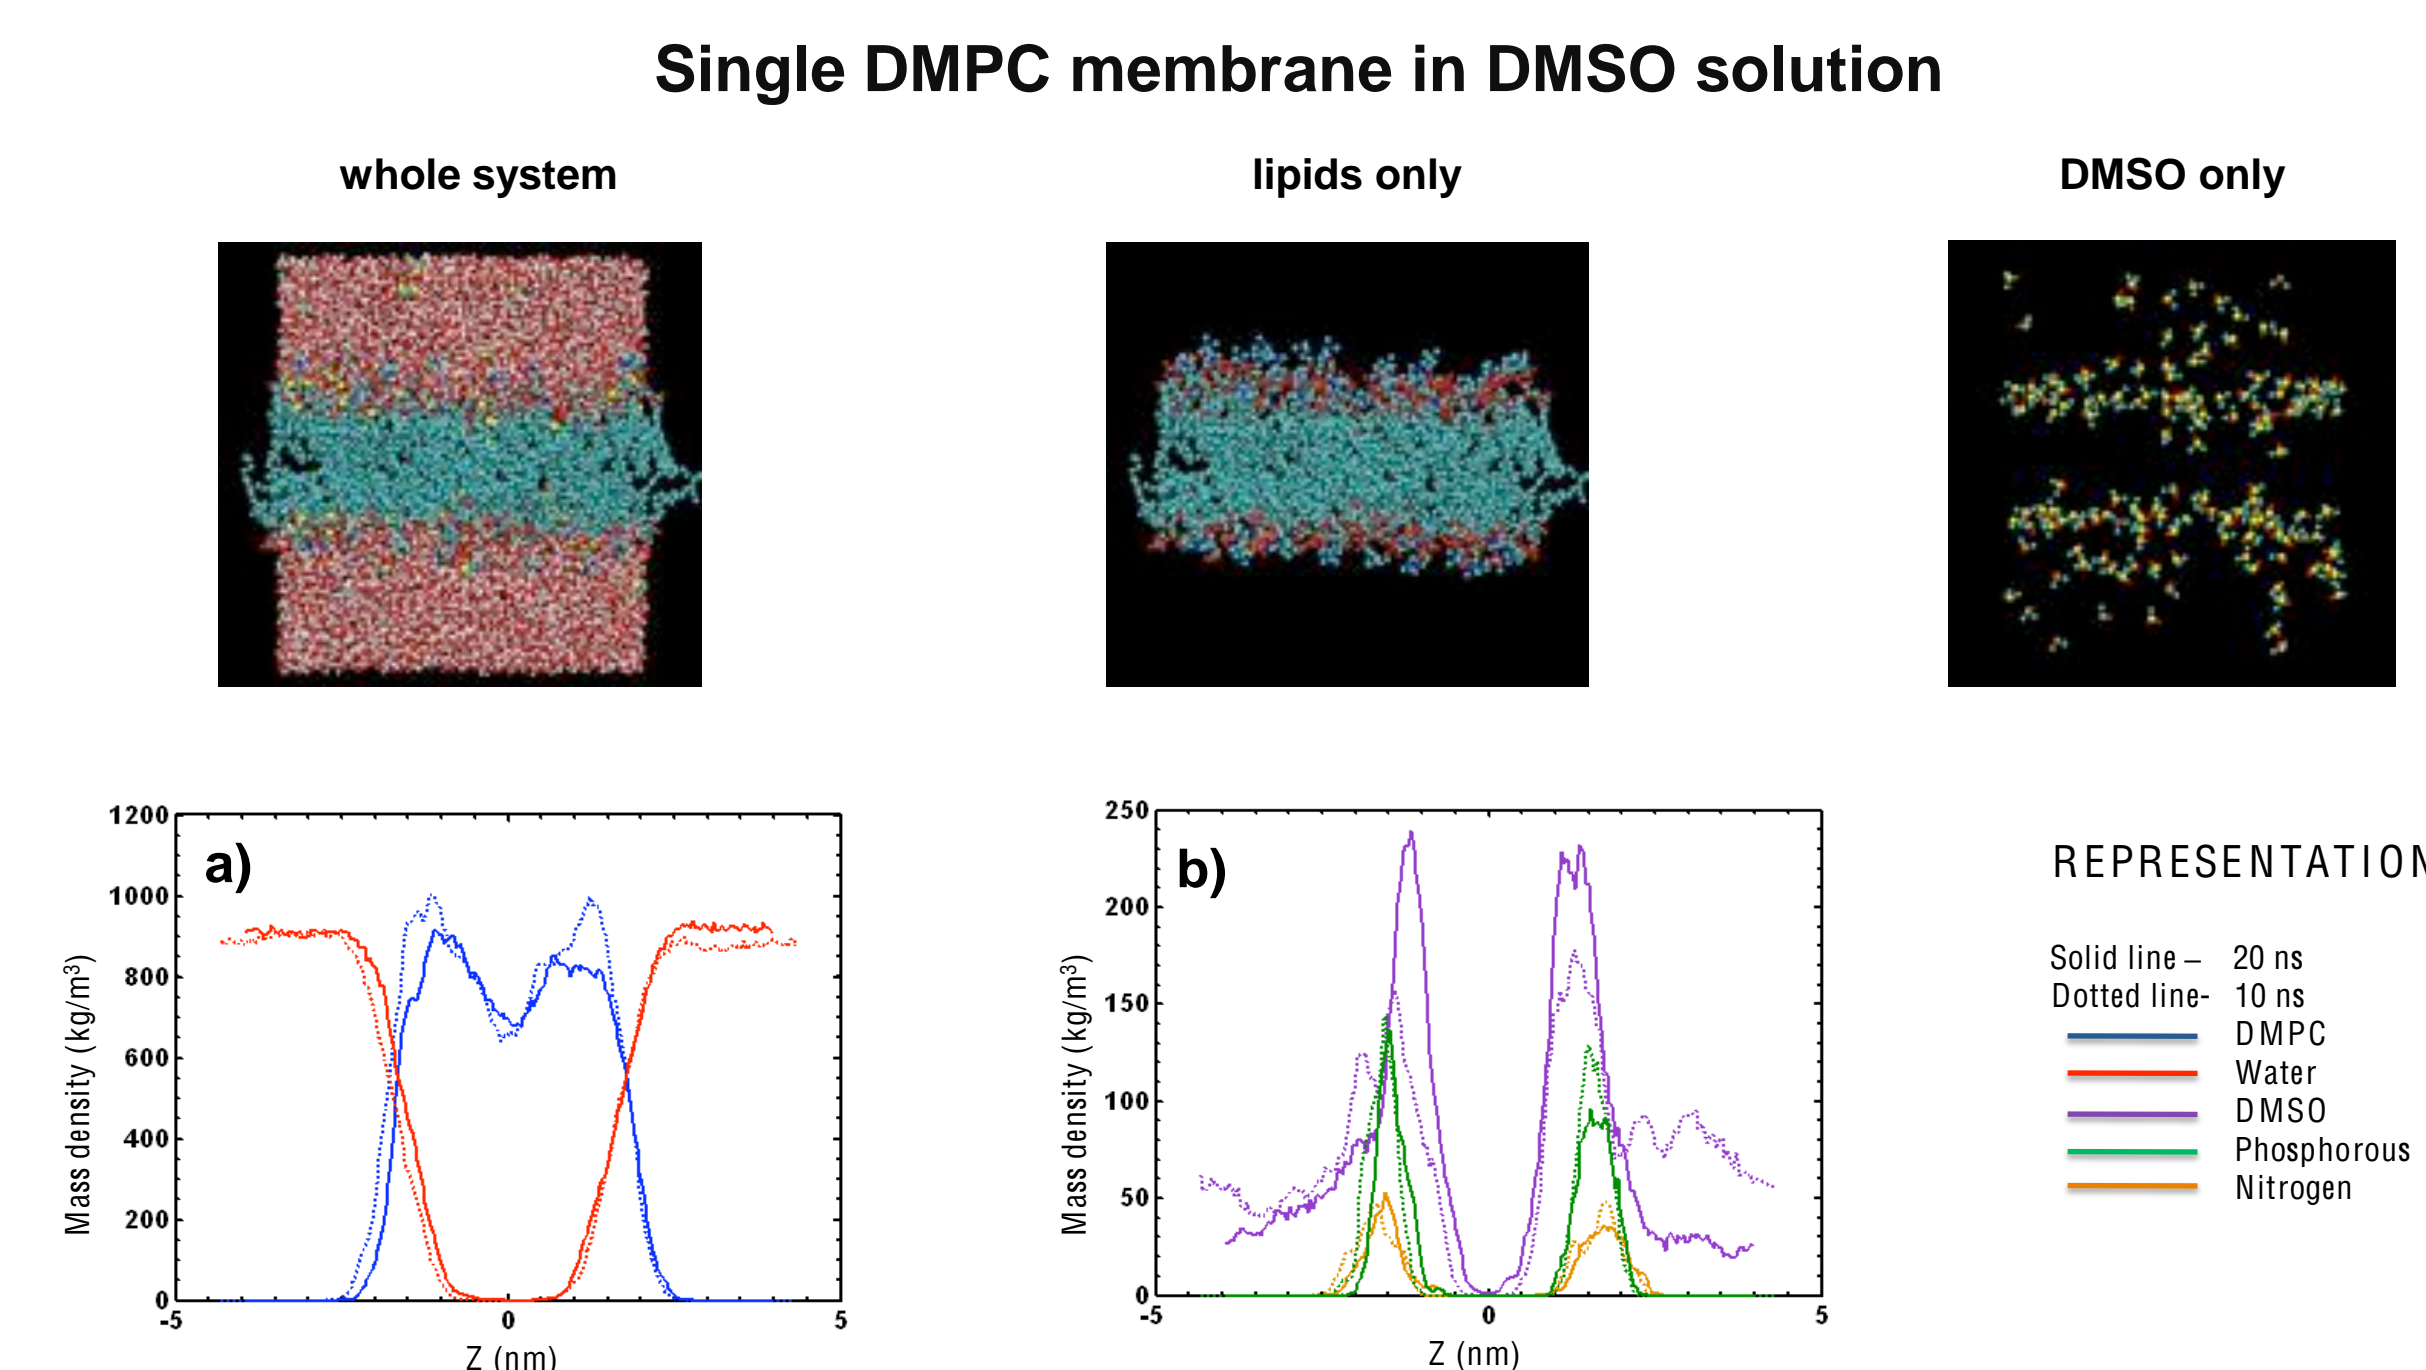 Single DMPC membrane in DMSO solution
whole system
lipids only
DMSO only
a)
1200
1000
800
600
400
200
0
-5
0
5
Mass density (kg/m³)
Z (nm)
b)
250
200
150
100
50
0
-5
0
5
Mass density (kg/m³)
Z (nm)
REPRESENTATION
Solid line – 20 ns
Dotted line- 10 ns
DMPC
Water
DMSO
Phosphorous
Nitrogen